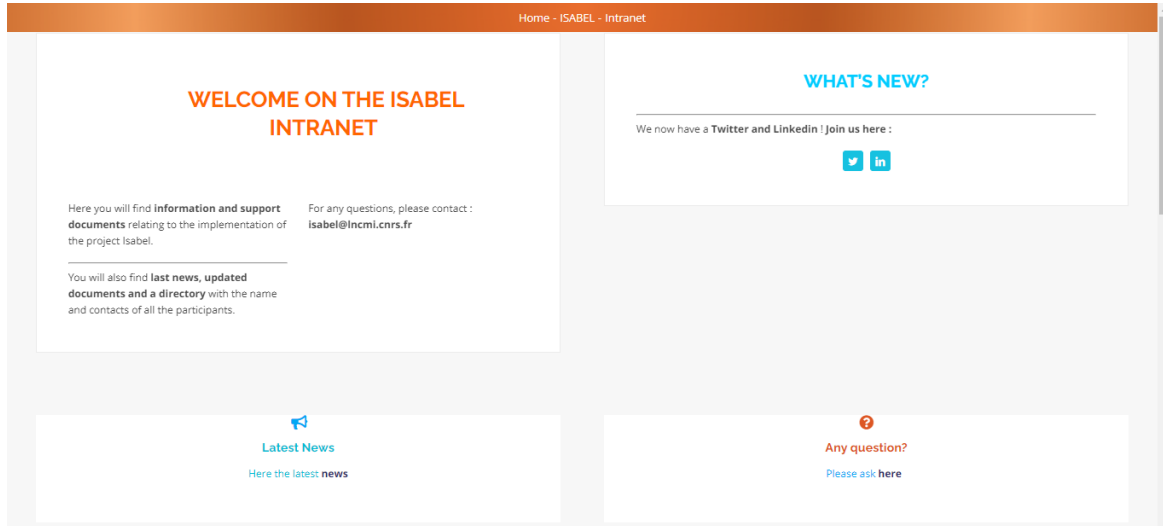 Home - ISABEL - Intranet
WELCOME ON THE ISABEL
INTRANET
Here you will find information and support
documents relating to the implementation of
the project Isabel.
You will also find last news, updated
documents and a directory with the name
and contacts of all the participants.
For any questions, please contact :
isabel@lncmi.cnrs.fr
WHAT'S NEW?
We now have a Twitter and Linkedin ! Join us here :
in
Latest News
Here the latest news
Any question?
Please ask here